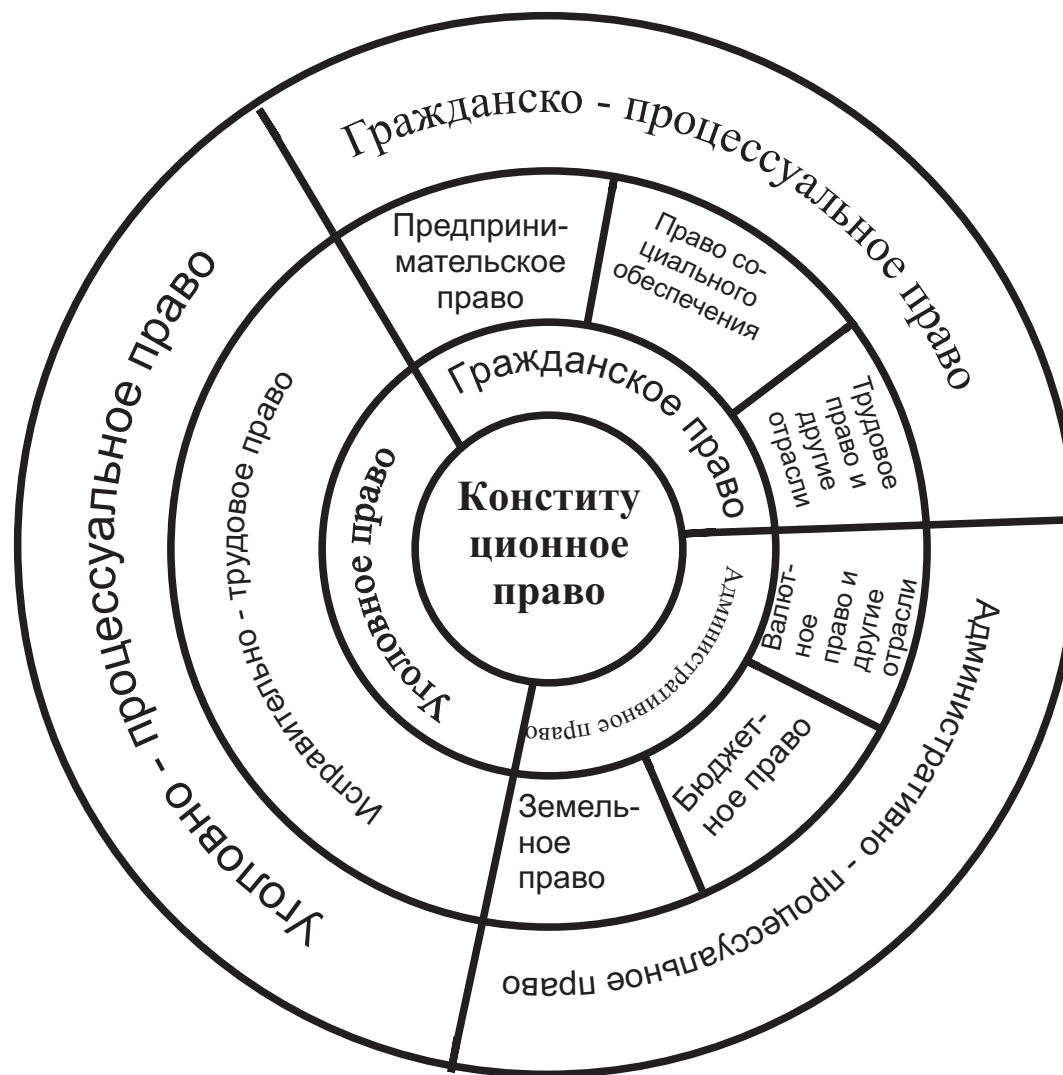 Гражданско - процессуальное право
Предприни-
мательское
право
Право со-
циального
обеспечения
Трудовое
право и
другие
отрасли
Гражданское право
Конститу
ционное
право
Уголовное право
Исправительно - трудовое право
Уголовно - процессуальное право
Административное право
Валют-
ное
право и
другие
отрасли
Бюджет-
ное право
Земель-
ное
право
Административно - процессуальное право